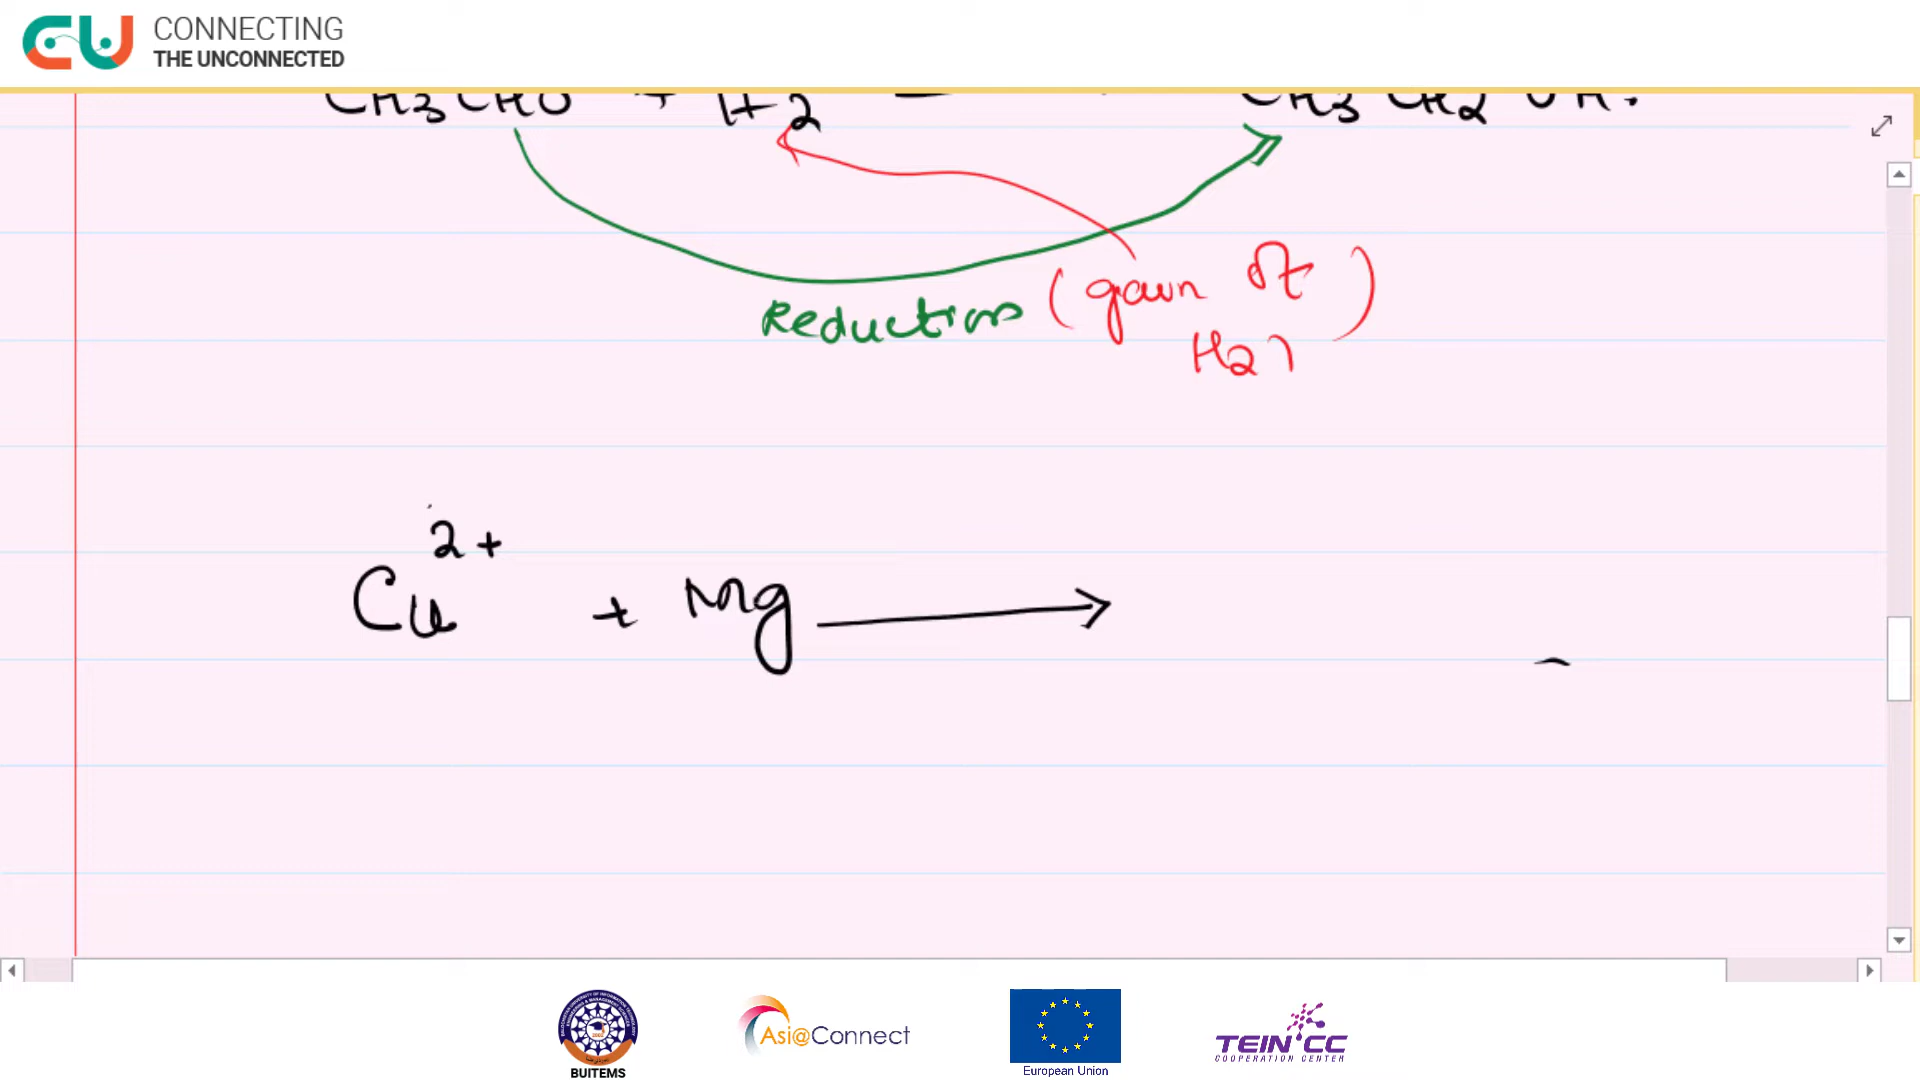 CONNECTING
THE UNCONNECTED
CH3CHO + H2 CH3CH2OH.
Reduction (gain of
H2)
Cu2+ + Mg →
Asi@Connect
TEIN*CC
COOPERATION CENTER
BUITEMS
European Union